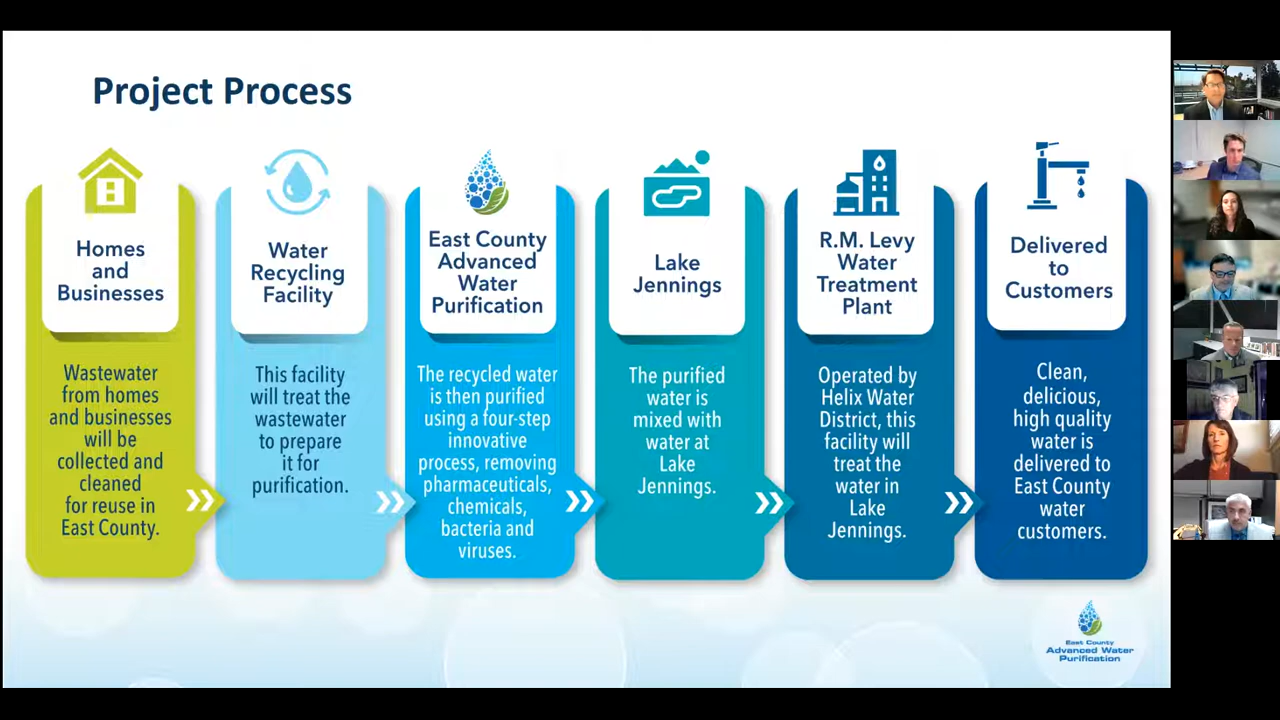 Project Process
Homes
and
Businesses
Wastewater
from homes
and businesses
will be
collected and
cleaned
for reuse in
East County.
Water
Recycling
Facility
This facility
will treat the
wastewater
to prepare
it for
purification.
East County
Advanced
Water
Purification
The recycled water
is then purified
using a four-step
innovative
process, removing
pharmaceuticals,
chemicals,
bacteria and
viruses.
Lake
Jennings
The purified
water is
mixed with
water at
Lake
Jennings.
R.M. Levy
Water
Treatment
Plant
Operated by
Helix Water
District, this
facility will
treat the
water in
Lake
Jennings.
Delivered
to
Customers
Clean,
delicious,
high quality
water is
delivered to
East County
water
customers.
East County
Advanced Water
Purification